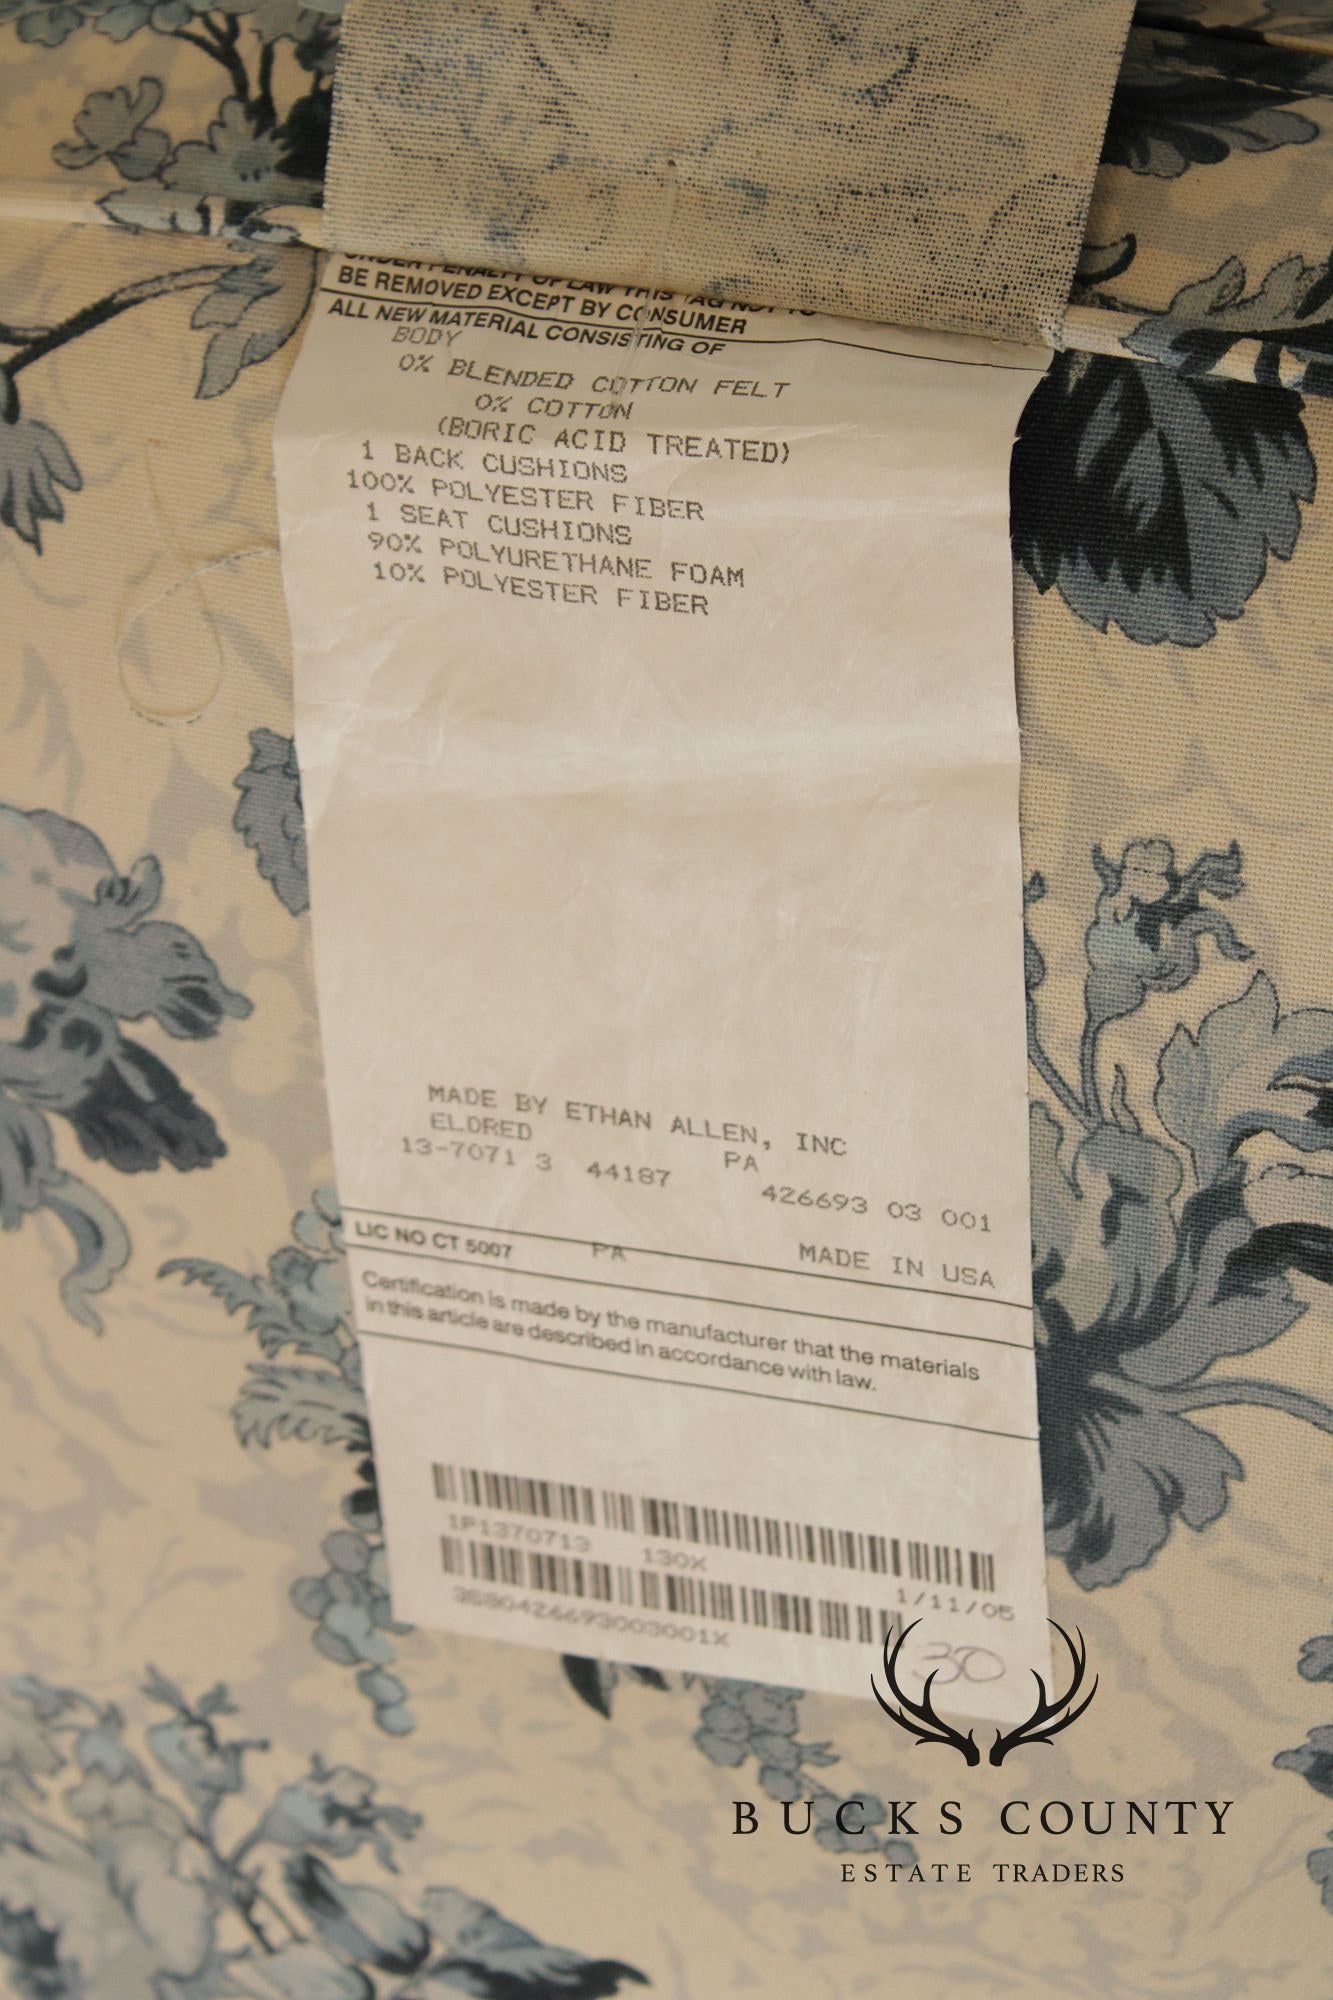 UNDER PENALTY OF LAW THIS TAG NOT TO
BE REMOVED EXCEPT BY CONSUMER
ALL NEW MATERIAL CONSISTING OF
BODY
0% BLENDED COTTON FELT
0% COTTON
(BORIC ACID TREATED)
1 BACK CUSHIONS
100% POLYESTER FIBER
1 SEAT CUSHIONS
90% POLYURETHANE FOAM
10% POLYESTER FIBER
MADE BY ETHAN ALLEN, INC
ELDRED PA
13-7071 3 44187 426693 03 001
LIC NO CT 5007 PA MADE IN USA
Certification is made by the manufacturer that the materials
in this article are described in accordance with law.
1P1370713 130X 1/11/05
3S80426693003001X
30
BUCKS COUNTY
ESTATE TRADERS